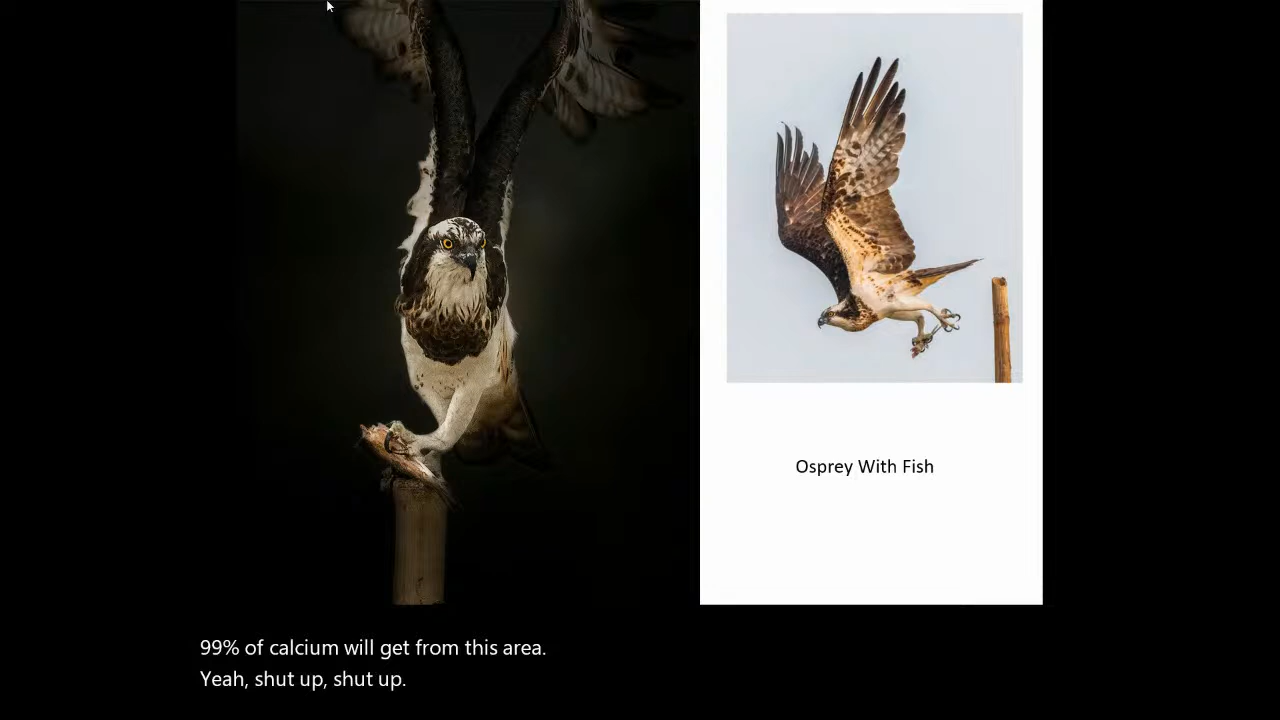 Osprey With Fish
99% of calcium will get from this area.
Yeah, shut up, shut up.